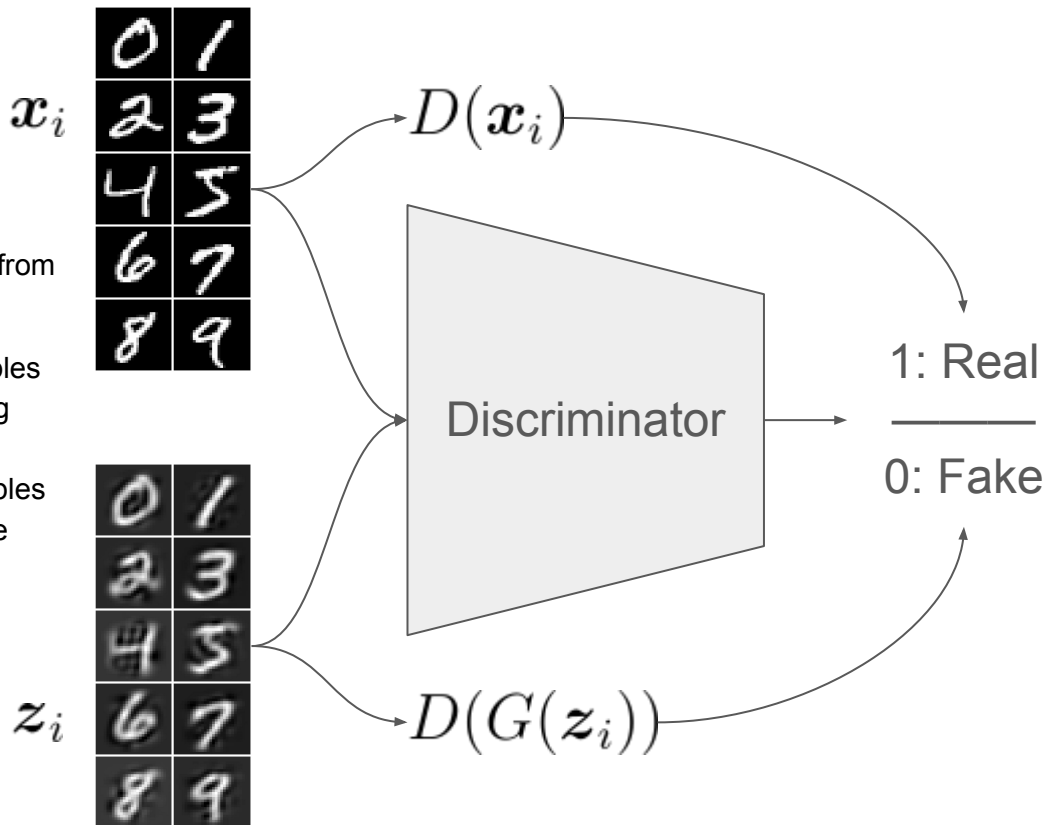 0 1
x_i
2 3
D(x_i)
4 5
from
6 7
8 9
1: Real
ples
g
Discriminator
0: Fake
ples
0 1
e
2 3
4 5
z_i
6 7
D(G(z_i))
8 9